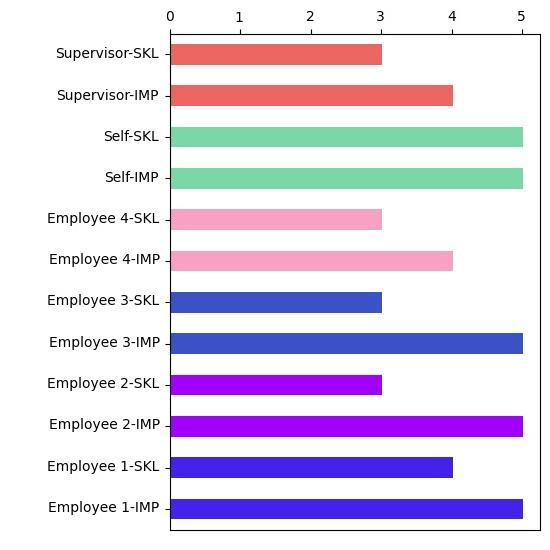 0 1 2 3 4 5
Supervisor-SKL
Supervisor-IMP
Self-SKL
Self-IMP
Employee 4-SKL
Employee 4-IMP
Employee 3-SKL
Employee 3-IMP
Employee 2-SKL
Employee 2-IMP
Employee 1-SKL
Employee 1-IMP